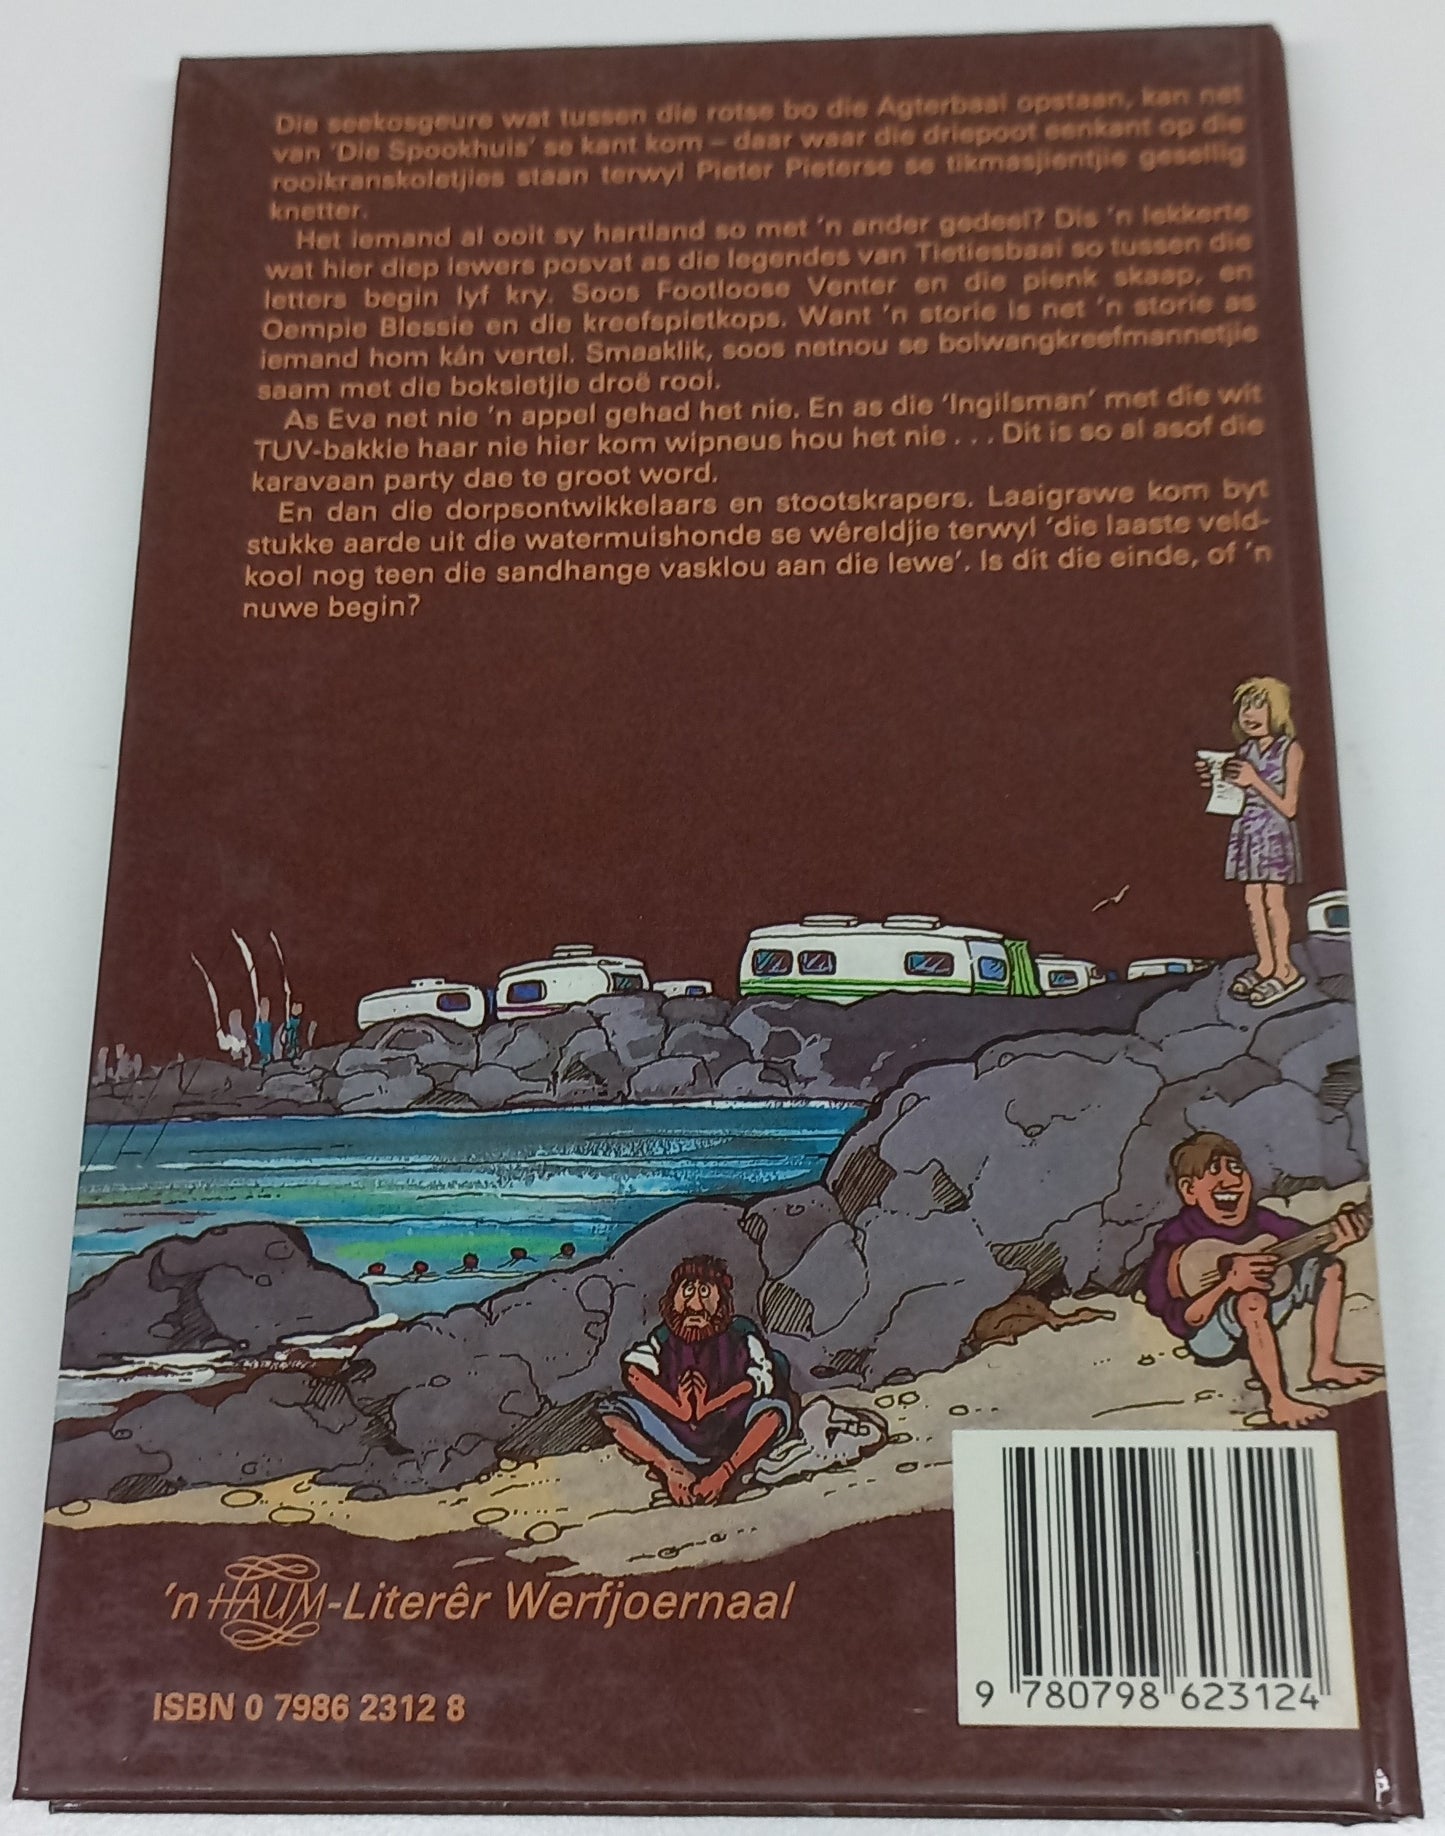 Die seekosgeure wat tussen die rotse bo die Agterbaai opstaan, kan net
van 'Die Spookhuis' se kant kom – daar waar die driepoot eenkant op die
rooikranskoletjies staan terwyl Pieter Pieterse se tikmasjientjie gesellig
knetter.
Het iemand al ooit sy hartland so met 'n ander gedeel? Dis 'n lekkerte
wat hier diep iewers posvat as die legendes van Tietiesbaai so tussen die
letters begin lyf kry. Soos Footloose Venter en die pienk skaap, en
Oempie Blessie en die kreefspietkops. Want 'n storie is net 'n storie as
iemand hom kán vertel. Smaaklik, soos netnou se bolwangkreefmannetjie
saam met die boksietjie droë rooi.
As Eva net nie 'n appel gehad het nie. En as die 'Ingilsman' met die wit
TUV-bakkie haar nie hier kom wipneus hou het nie . . . Dit is so al asof die
karavaan party dae te groot word.
En dan die dorpsontwikkelaars en stootskrapers. Laaigrawe kom byt
stukke aarde uit die watermuishonde se wêreldjie terwyl 'die laaste veld-
kool nog teen die sandhange vasklou aan die lewe'. Is dit die einde, of 'n
nuwe begin?
'n HAUM-Literêr Werfjoernaal
ISBN 0 7986 2312 8
9 780798 623124